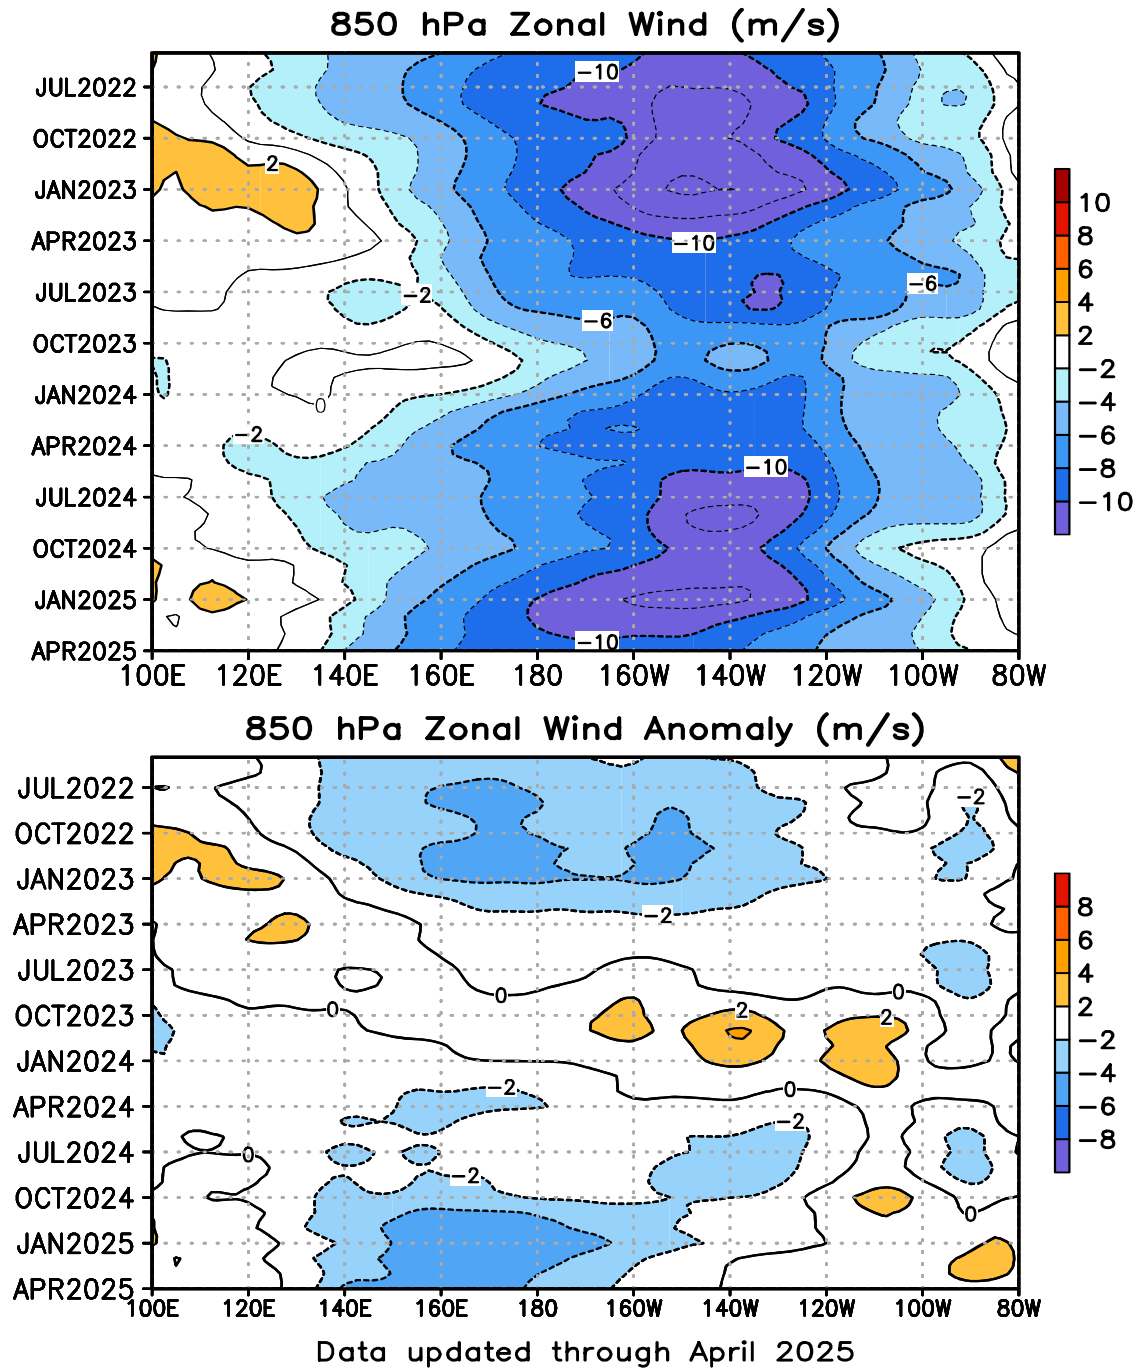 850 hPa Zonal Wind (m/s)
JUL2022
OCT2022
JAN2023
APR2023
JUL2023
OCT2023
JAN2024
APR2024
JUL2024
OCT2024
JAN2025
APR2025
100E 120E 140E 160E 180 160W 140W 120W 100W 80W
-10
2
-10
-2
-6
-6
0
-2
-10
-10
10
8
6
4
2
-2
-4
-6
-8
-10
850 hPa Zonal Wind Anomaly (m/s)
JUL2022
OCT2022
JAN2023
APR2023
JUL2023
OCT2023
JAN2024
APR2024
JUL2024
OCT2024
JAN2025
APR2025
100E 120E 140E 160E 180 160W 140W 120W 100W 80W
-2
-2
0
0
0
2
2
-2
0
-2
0
-2
0
8
6
4
2
-2
-4
-6
-8
Data updated through April 2025